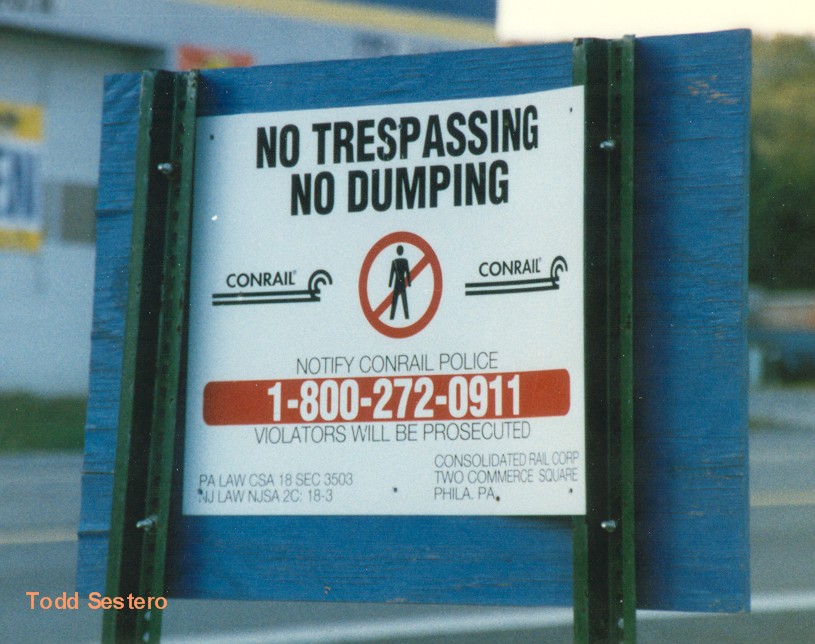 NO TRESPASSING
NO DUMPING
CONRAIL
CONRAIL
NOTIFY CONRAIL POLICE
1-800-272-0911
VIOLATORS WILL BE PROSECUTED
PA LAW CSA 18 SEC 3503
NJ LAW NJSA 2C: 18-3
CONSOLIDATED RAIL CORP
TWO COMMERCE SQUARE
PHILA. PA.
Todd Sestero